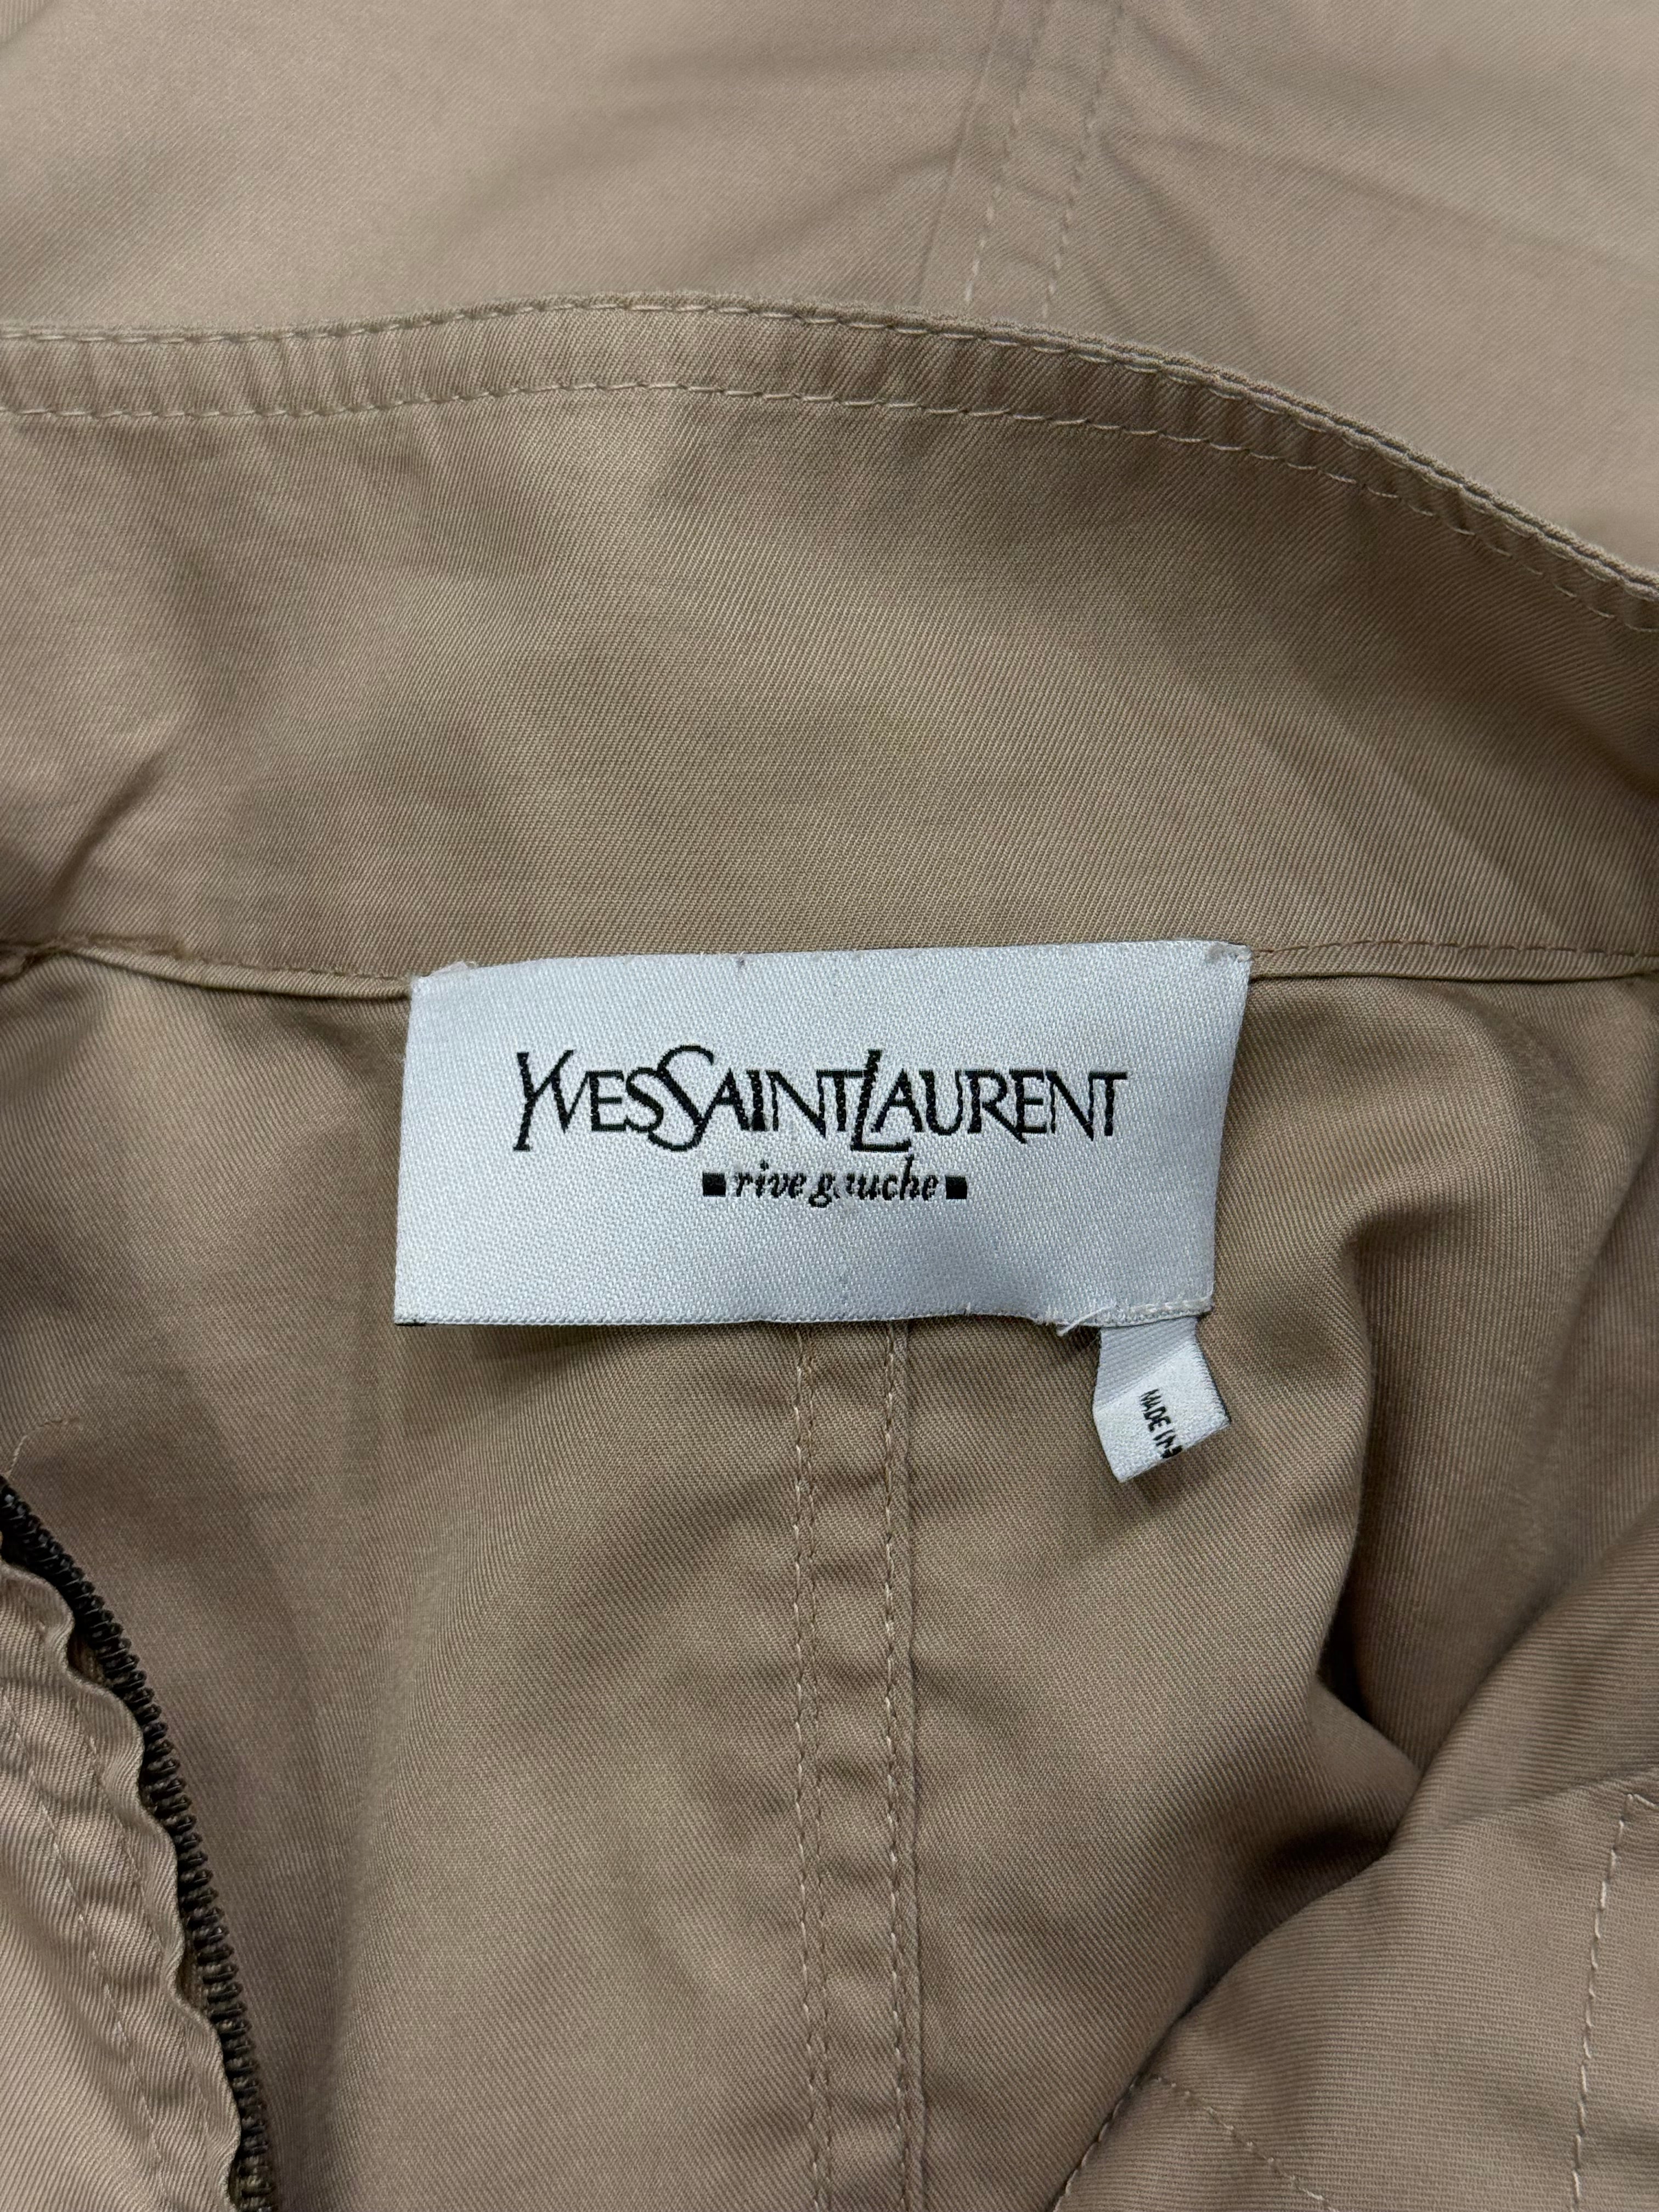 YVESSAINTLAURENT
rive gauche
MADE IN